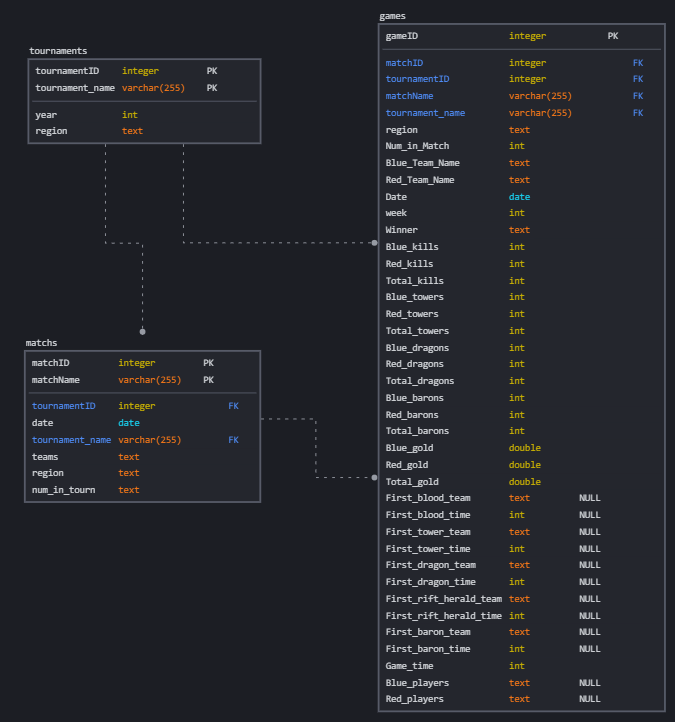 tournaments
tournamentID integer PK
tournament_name varchar(255) PK
year int
region text
matchs
matchID integer PK
matchName varchar(255) PK
tournamentID integer FK
date date
tournament_name varchar(255) FK
teams text
region text
num_in_tourn text
games
gameID integer PK
matchID integer FK
tournamentID integer FK
matchName varchar(255) FK
tournament_name varchar(255) FK
region text
Num_in_Match int
Blue_Team_Name text
Red_Team_Name text
Date date
week int
Winner text
Blue_kills int
Red_kills int
Total_kills int
Blue_towers int
Red_towers int
Total_towers int
Blue_dragons int
Red_dragons int
Total_dragons int
Blue_barons int
Red_barons int
Total_barons int
Blue_gold double
Red_gold double
Total_gold double
First_blood_team text NULL
First_blood_time int NULL
First_tower_team text NULL
First_tower_time int NULL
First_dragon_team text NULL
First_dragon_time int NULL
First_rift_herald_team text NULL
First_rift_herald_time int NULL
First_baron_team text NULL
First_baron_time int NULL
Game_time int
Blue_players text NULL
Red_players text NULL